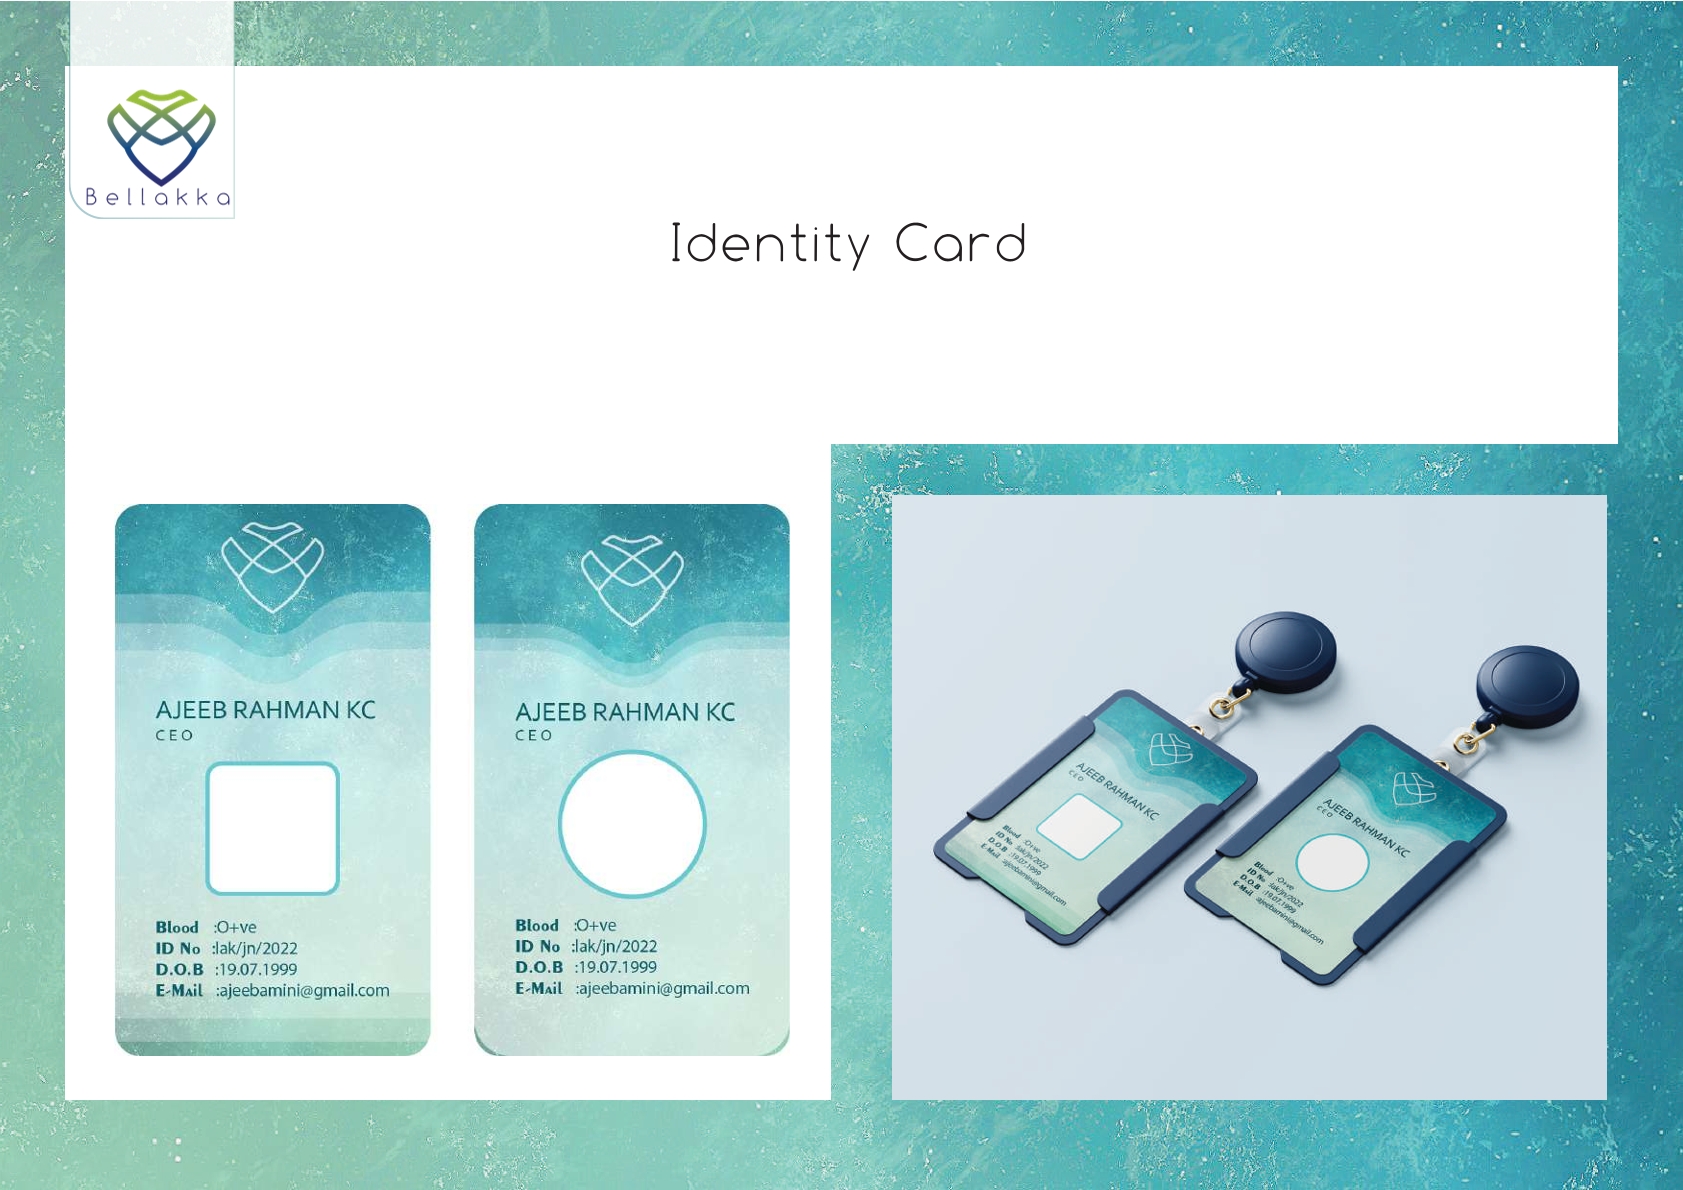 Bellakka
Identity Card
AJEEB RAHMAN KC
CEO
Blood :O+ve
ID No :lak/jn/2022
D.O.B :19.07.1999
E-Mail :ajeebamini@gmail.com
AJEEB RAHMAN KC
CEO
Blood :O+ve
ID No :lak/jn/2022
D.O.B :19.07.1999
E-Mail :ajeebamini@gmail.com
AJEEB RAHMAN KC
CEO
Blood :O+ve
ID No :lak/jn/2022
D.O.B :19.07.1999
E-Mail :ajeebamini@gmail.com
AJEEB RAHMAN KC
CEO
Blood :O+ve
ID No :lak/jn/2022
D.O.B :19.07.1999
E-Mail :ajeebamini@gmail.com